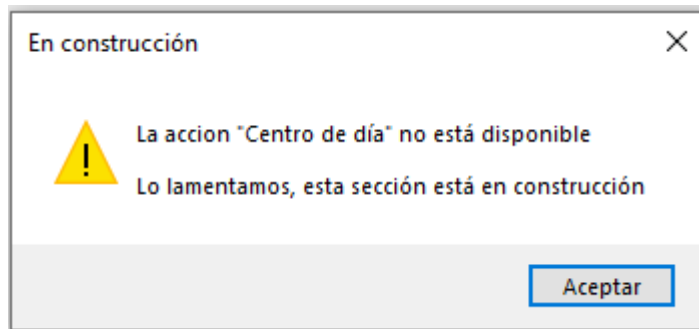 En construcción
La accion "Centro de día" no está disponible
Lo lamentamos, esta sección está en construcción
Aceptar